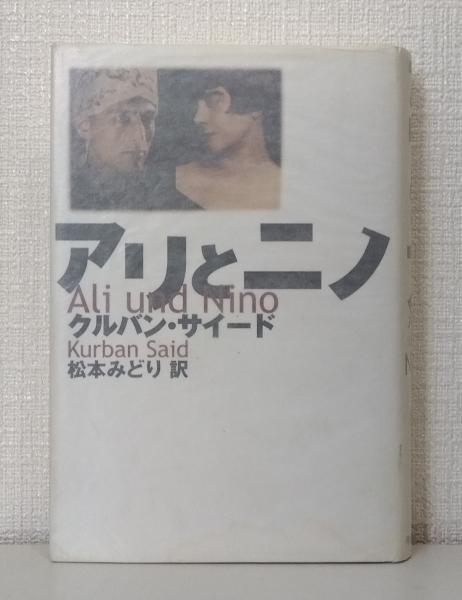 アリとニノ
Ali und Nino
クルバン・サイード
Kurban Said
松本みどり 訳